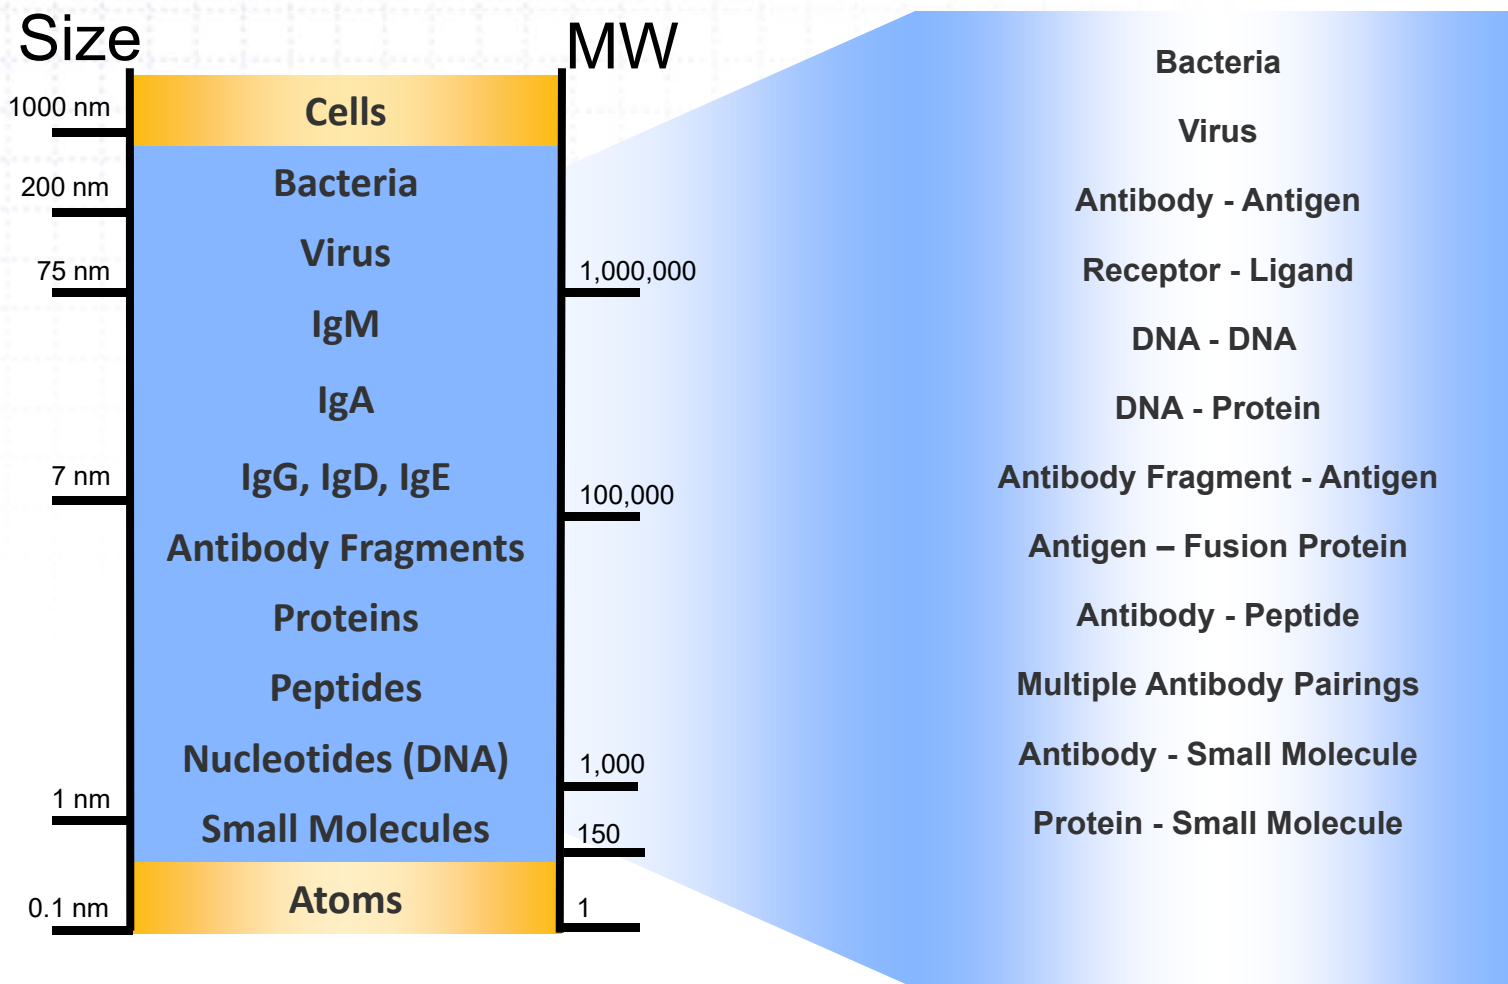 Size
MW
1000 nm
200 nm
75 nm
7 nm
1 nm
0.1 nm
Cells
Bacteria
Virus
IgM
IgA
IgG, IgD, IgE
Antibody Fragments
Proteins
Peptides
Nucleotides (DNA)
Small Molecules
Atoms
1,000,000
100,000
1,000
150
1
Bacteria
Virus
Antibody - Antigen
Receptor - Ligand
DNA - DNA
DNA - Protein
Antibody Fragment - Antigen
Antigen – Fusion Protein
Antibody - Peptide
Multiple Antibody Pairings
Antibody - Small Molecule
Protein - Small Molecule